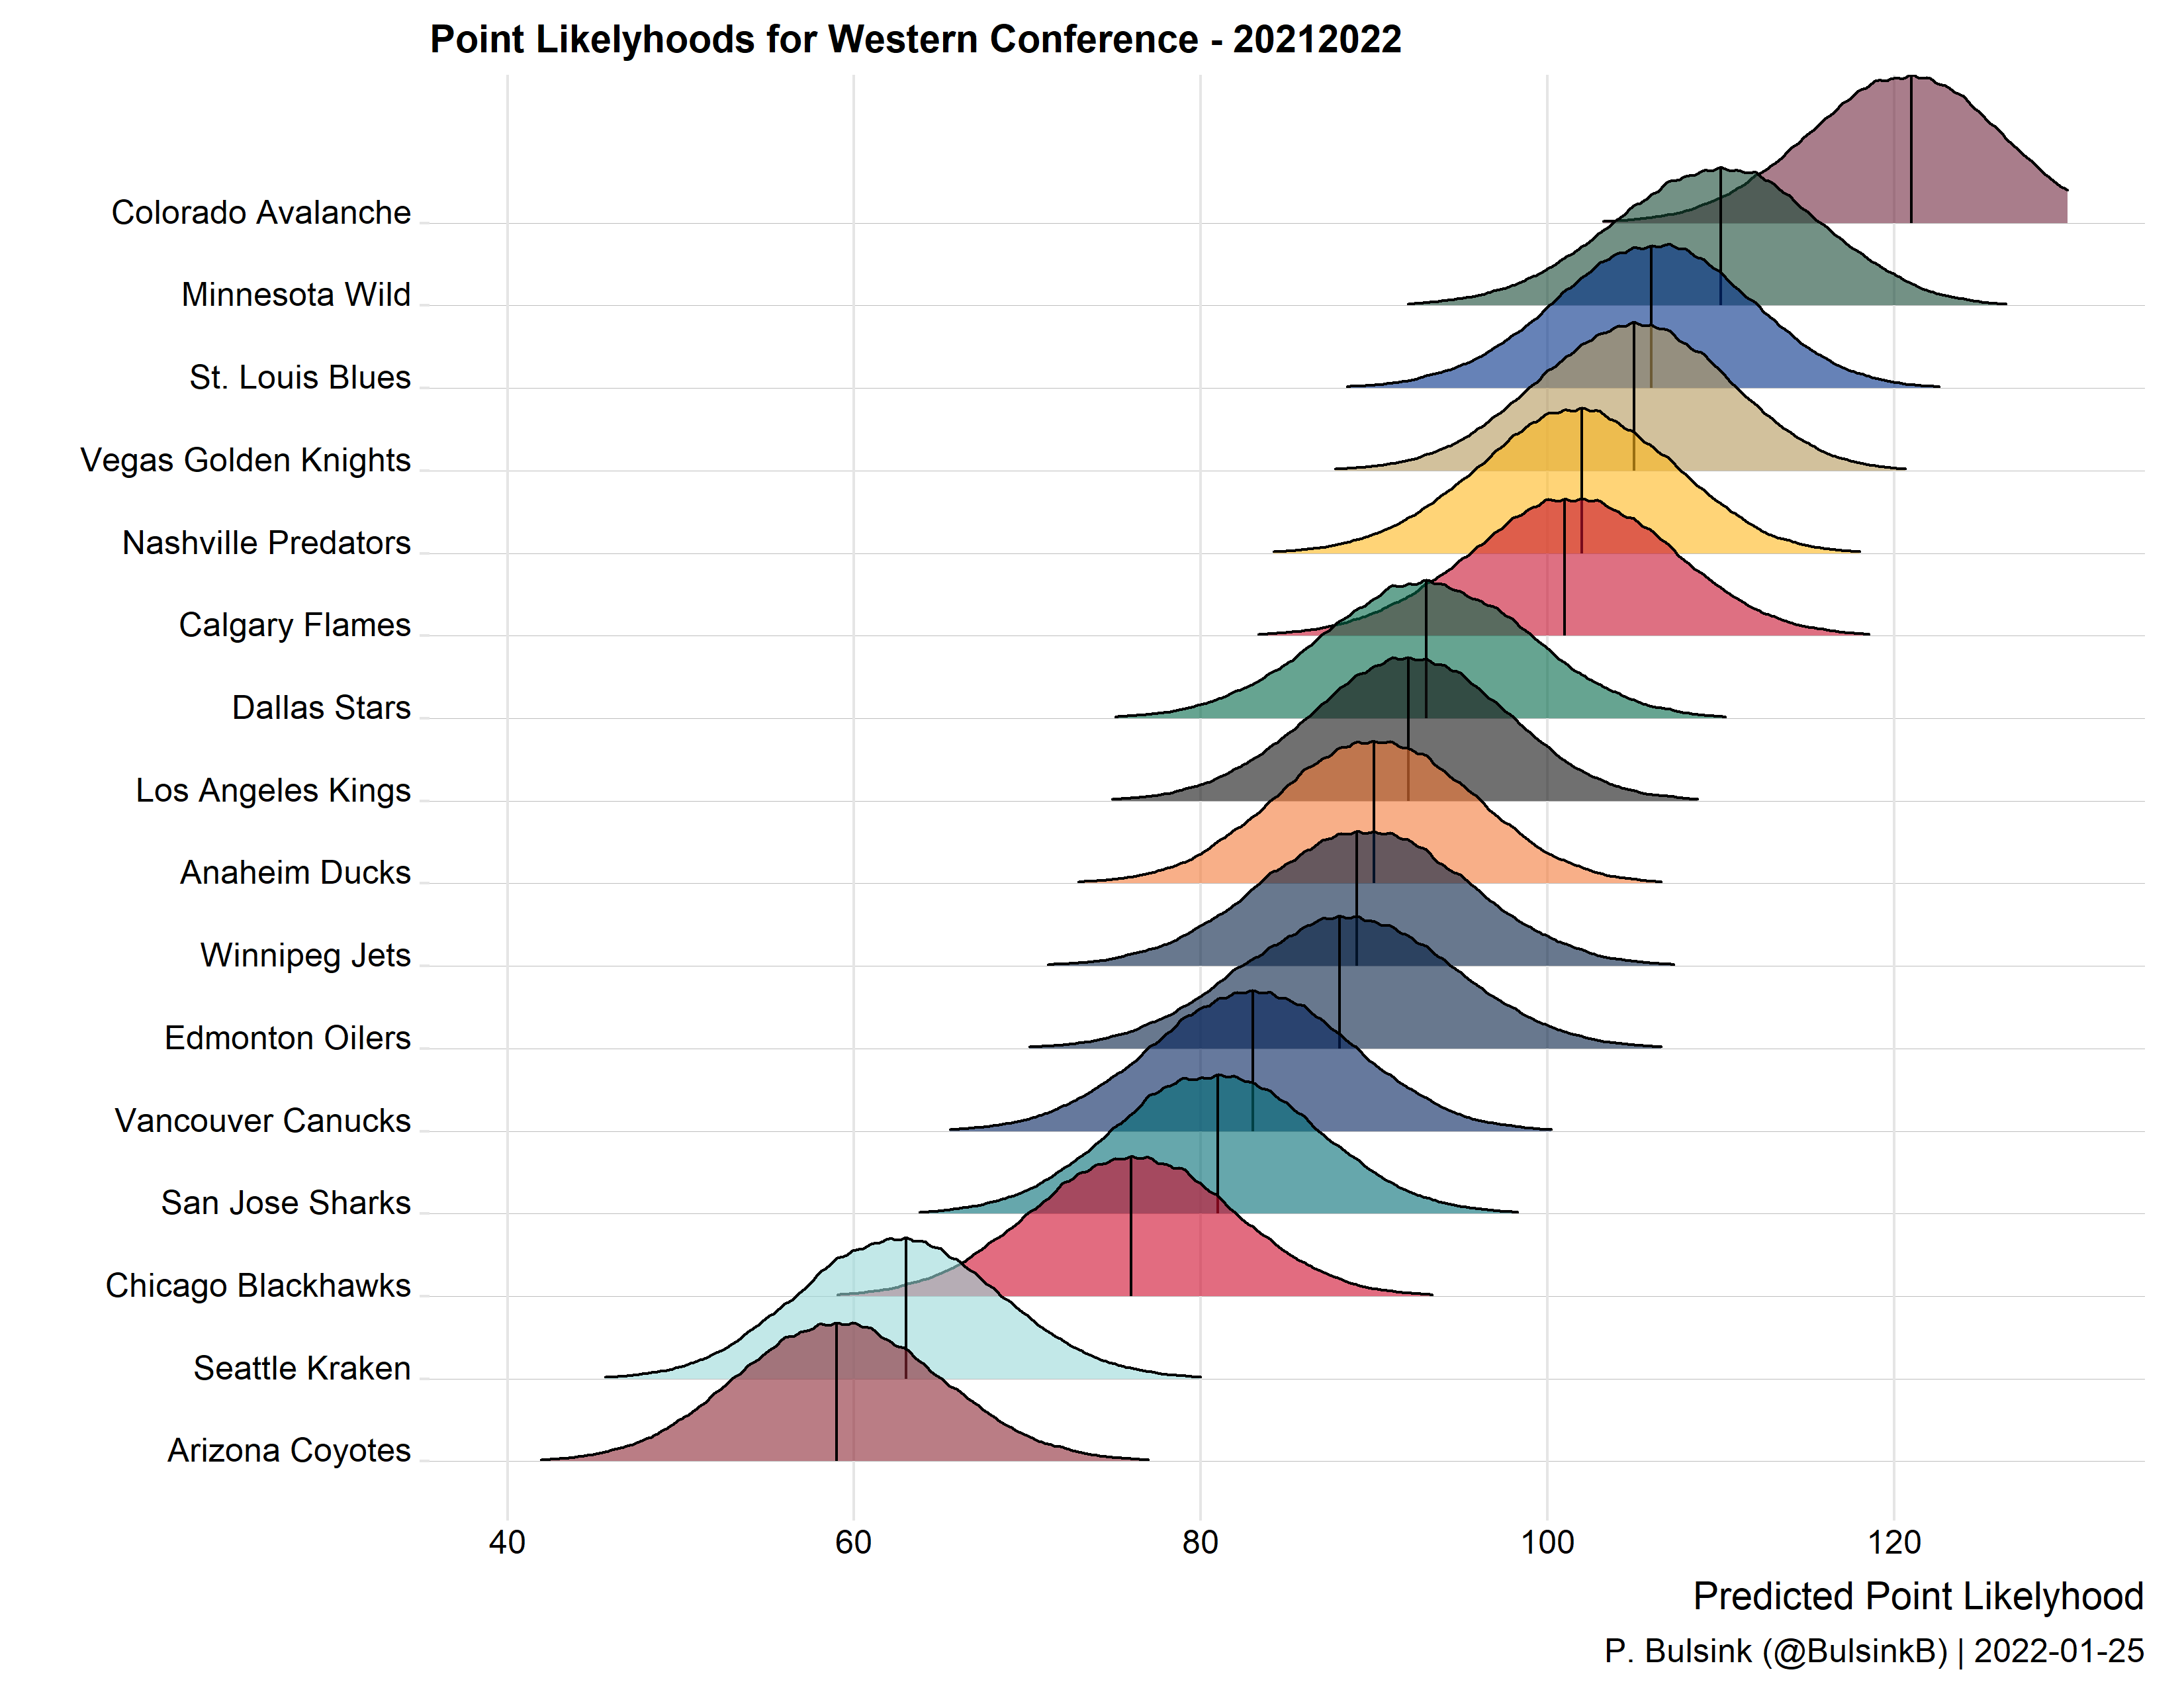 Point Likelyhoods for Western Conference - 20212022
Colorado Avalanche
Minnesota Wild
St. Louis Blues
Vegas Golden Knights
Nashville Predators
Calgary Flames
Dallas Stars
Los Angeles Kings
Anaheim Ducks
Winnipeg Jets
Edmonton Oilers
Vancouver Canucks
San Jose Sharks
Chicago Blackhawks
Seattle Kraken
Arizona Coyotes
40 60 80 100 120
Predicted Point Likelyhood
P. Bulsink (@BulsinkB) | 2022-01-25